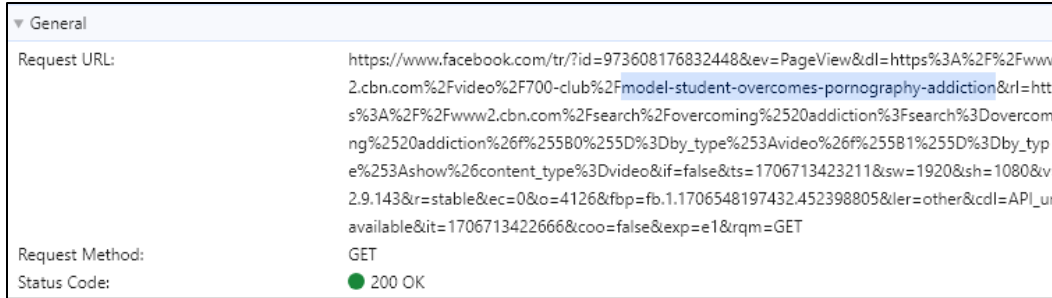 General
Request URL: https://www.facebook.com/tr/?id=973608176832448&ev=PageView&dl=https%3A%2F%2Fwww
2.cbn.com%2Fvideo%2F700-club%2Fmodel-student-overcomes-pornography-addiction&rl=htt
s%3A%2F%2Fwww2.cbn.com%2Fsearch%2Fovercoming%2520addiction%3Fsearch%3Dovercom
ng%2520addiction%26f%255B0%255D%3Dby_type%253Avideo%26f%255B1%255D%3Dby_typ
e%253Ashow%26content_type%3Dvideo&if=false&ts=1706713423211&sw=1920&sh=1080&v
2.9.143&r=stable&ec=0&o=4126&fbp=fb.1.1706548197432.452398805&ler=other&cdl=API_un
available&it=1706713422666&coo=false&exp=e1&rqm=GET
Request Method: GET
Status Code: 200 OK